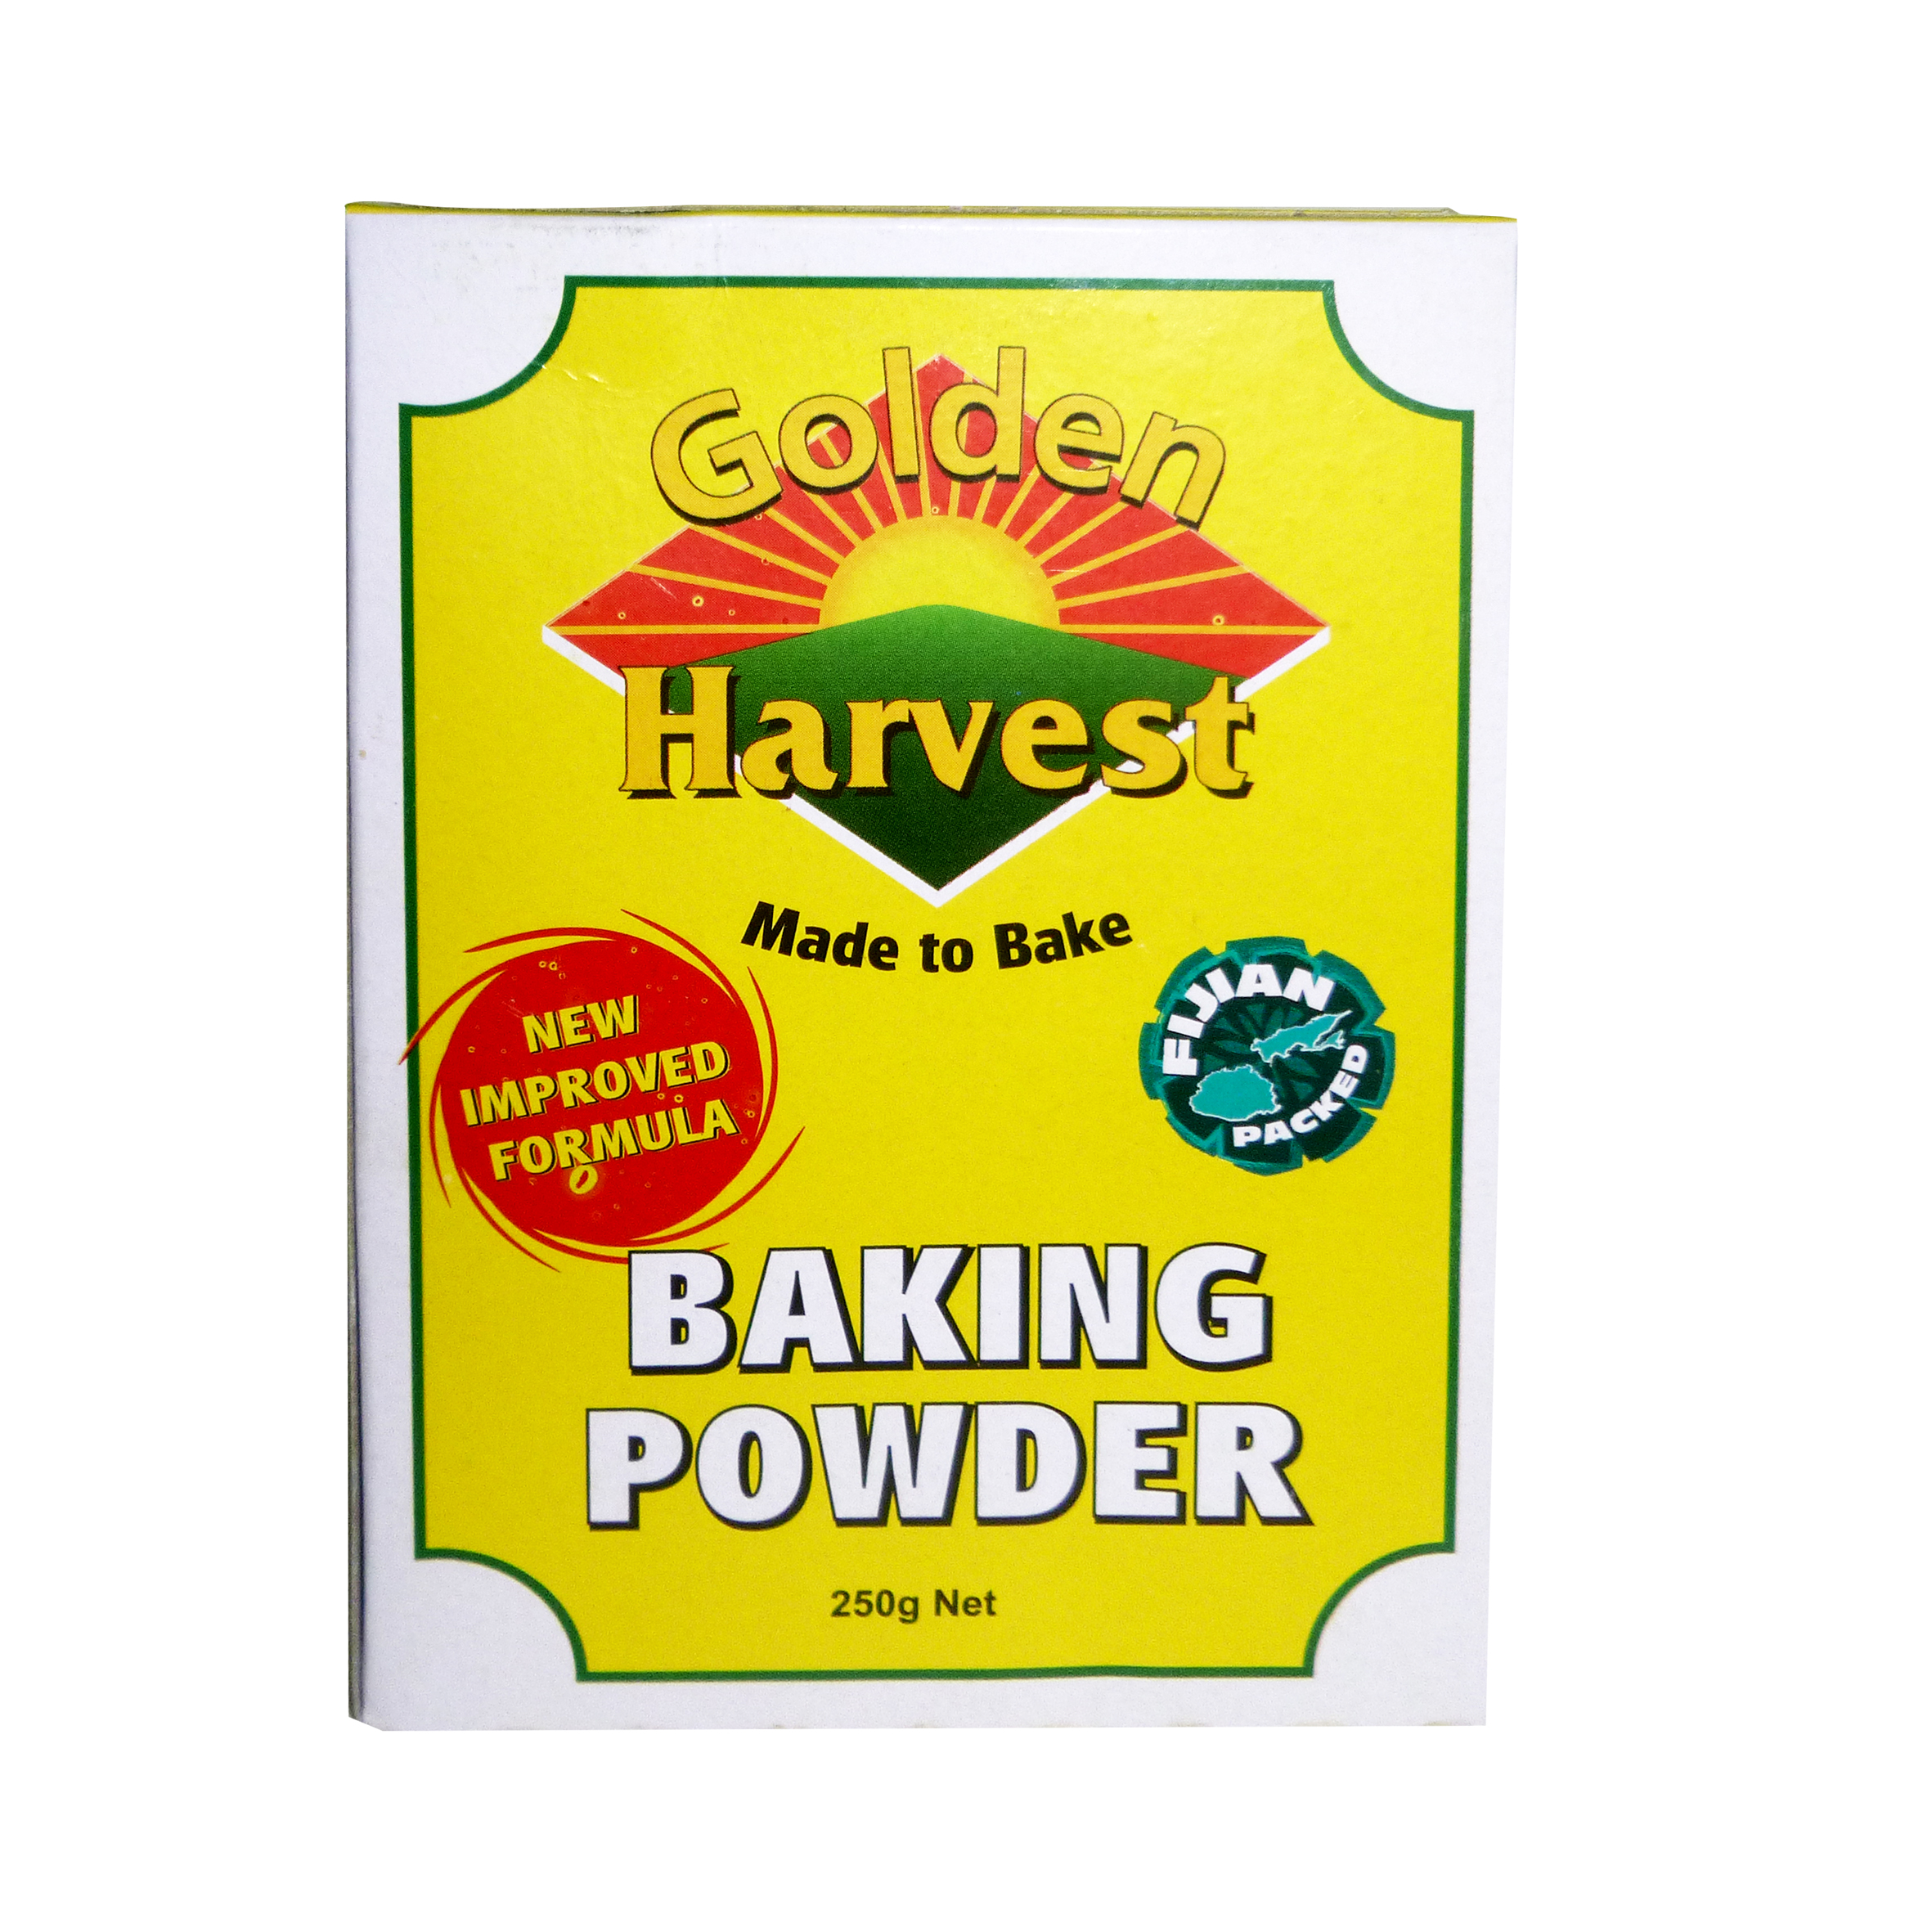 Golden
Harvest
Made to Bake
NEW
IMPROVED
FORMULA
FIJIAN
PACKED
BAKING
POWDER
250g Net